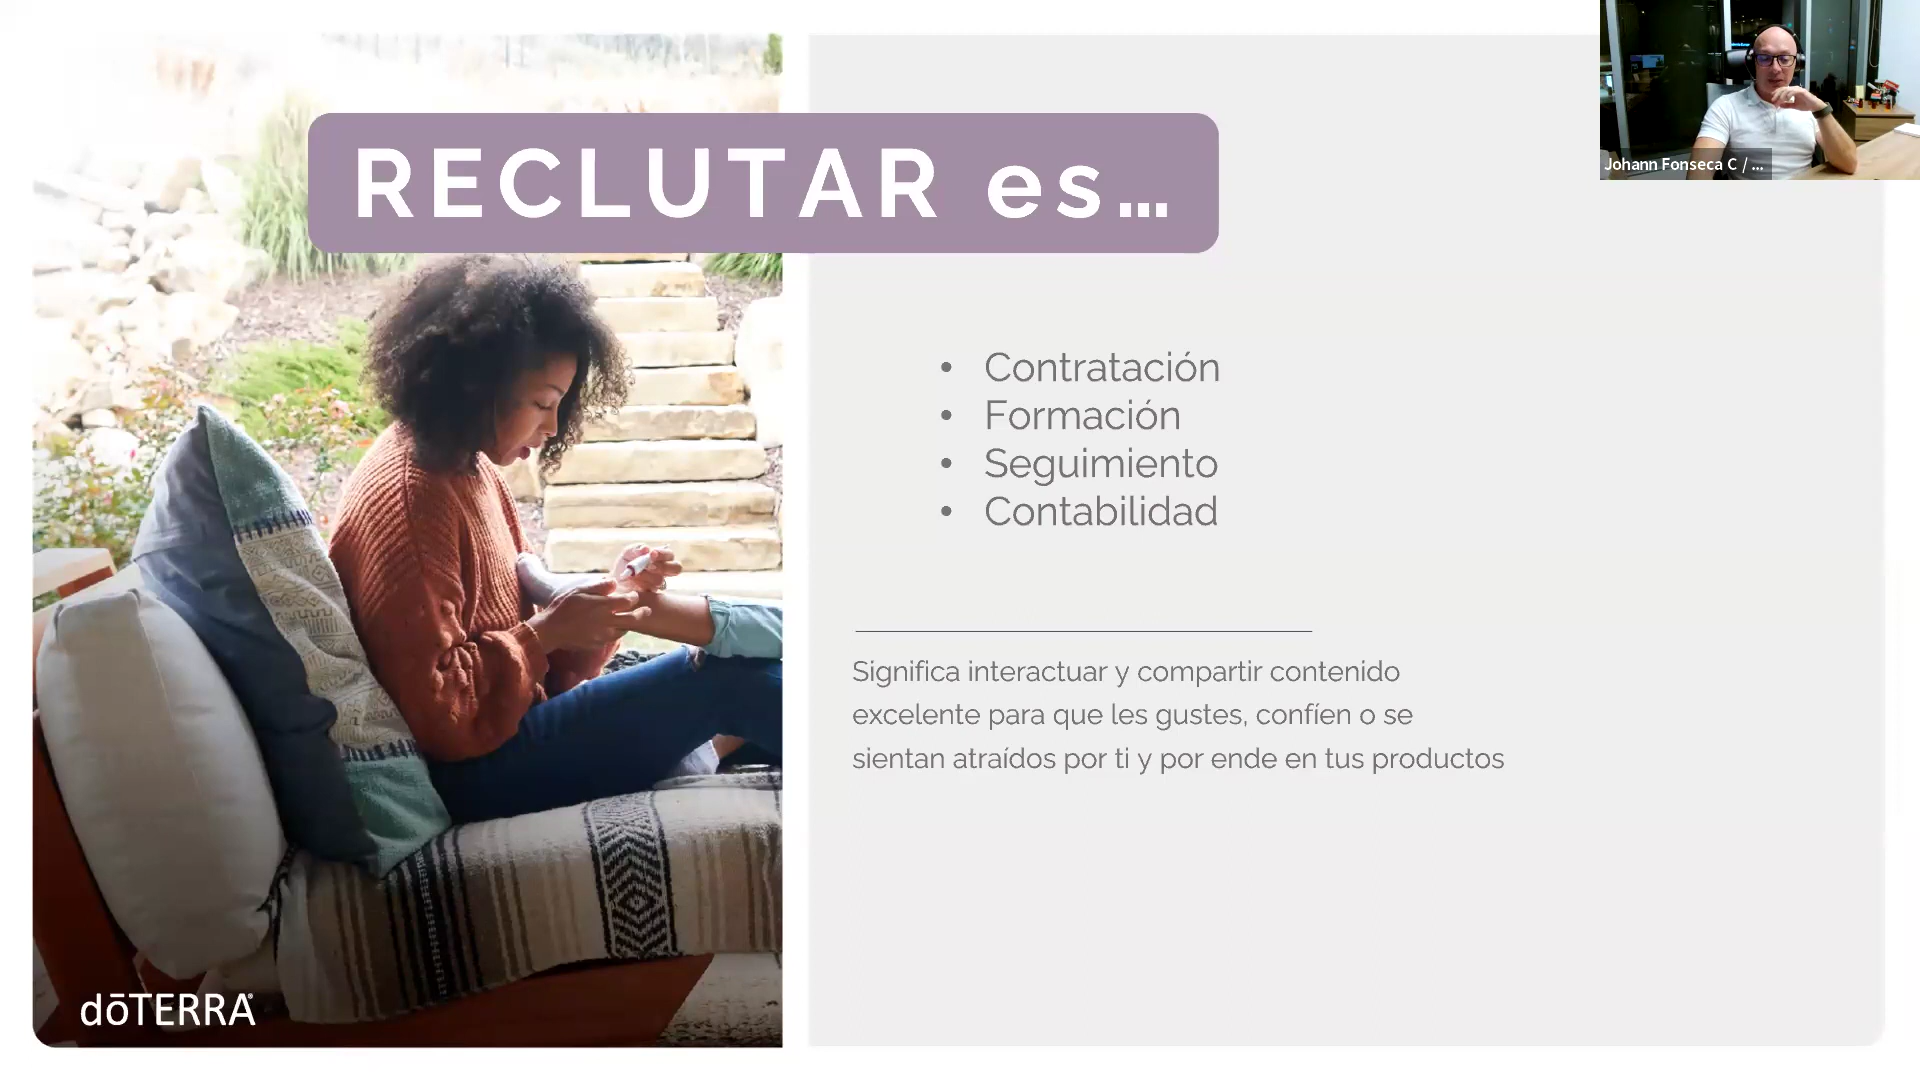 RECLUTAR es...
Johann Fonseca C / ...
• Contratación
• Formación
• Seguimiento
• Contabilidad
Significa interactuar y compartir contenido
excelente para que les gustes, confíen o se
sientan atraídos por ti y por ende en tus productos
dōTERRA®